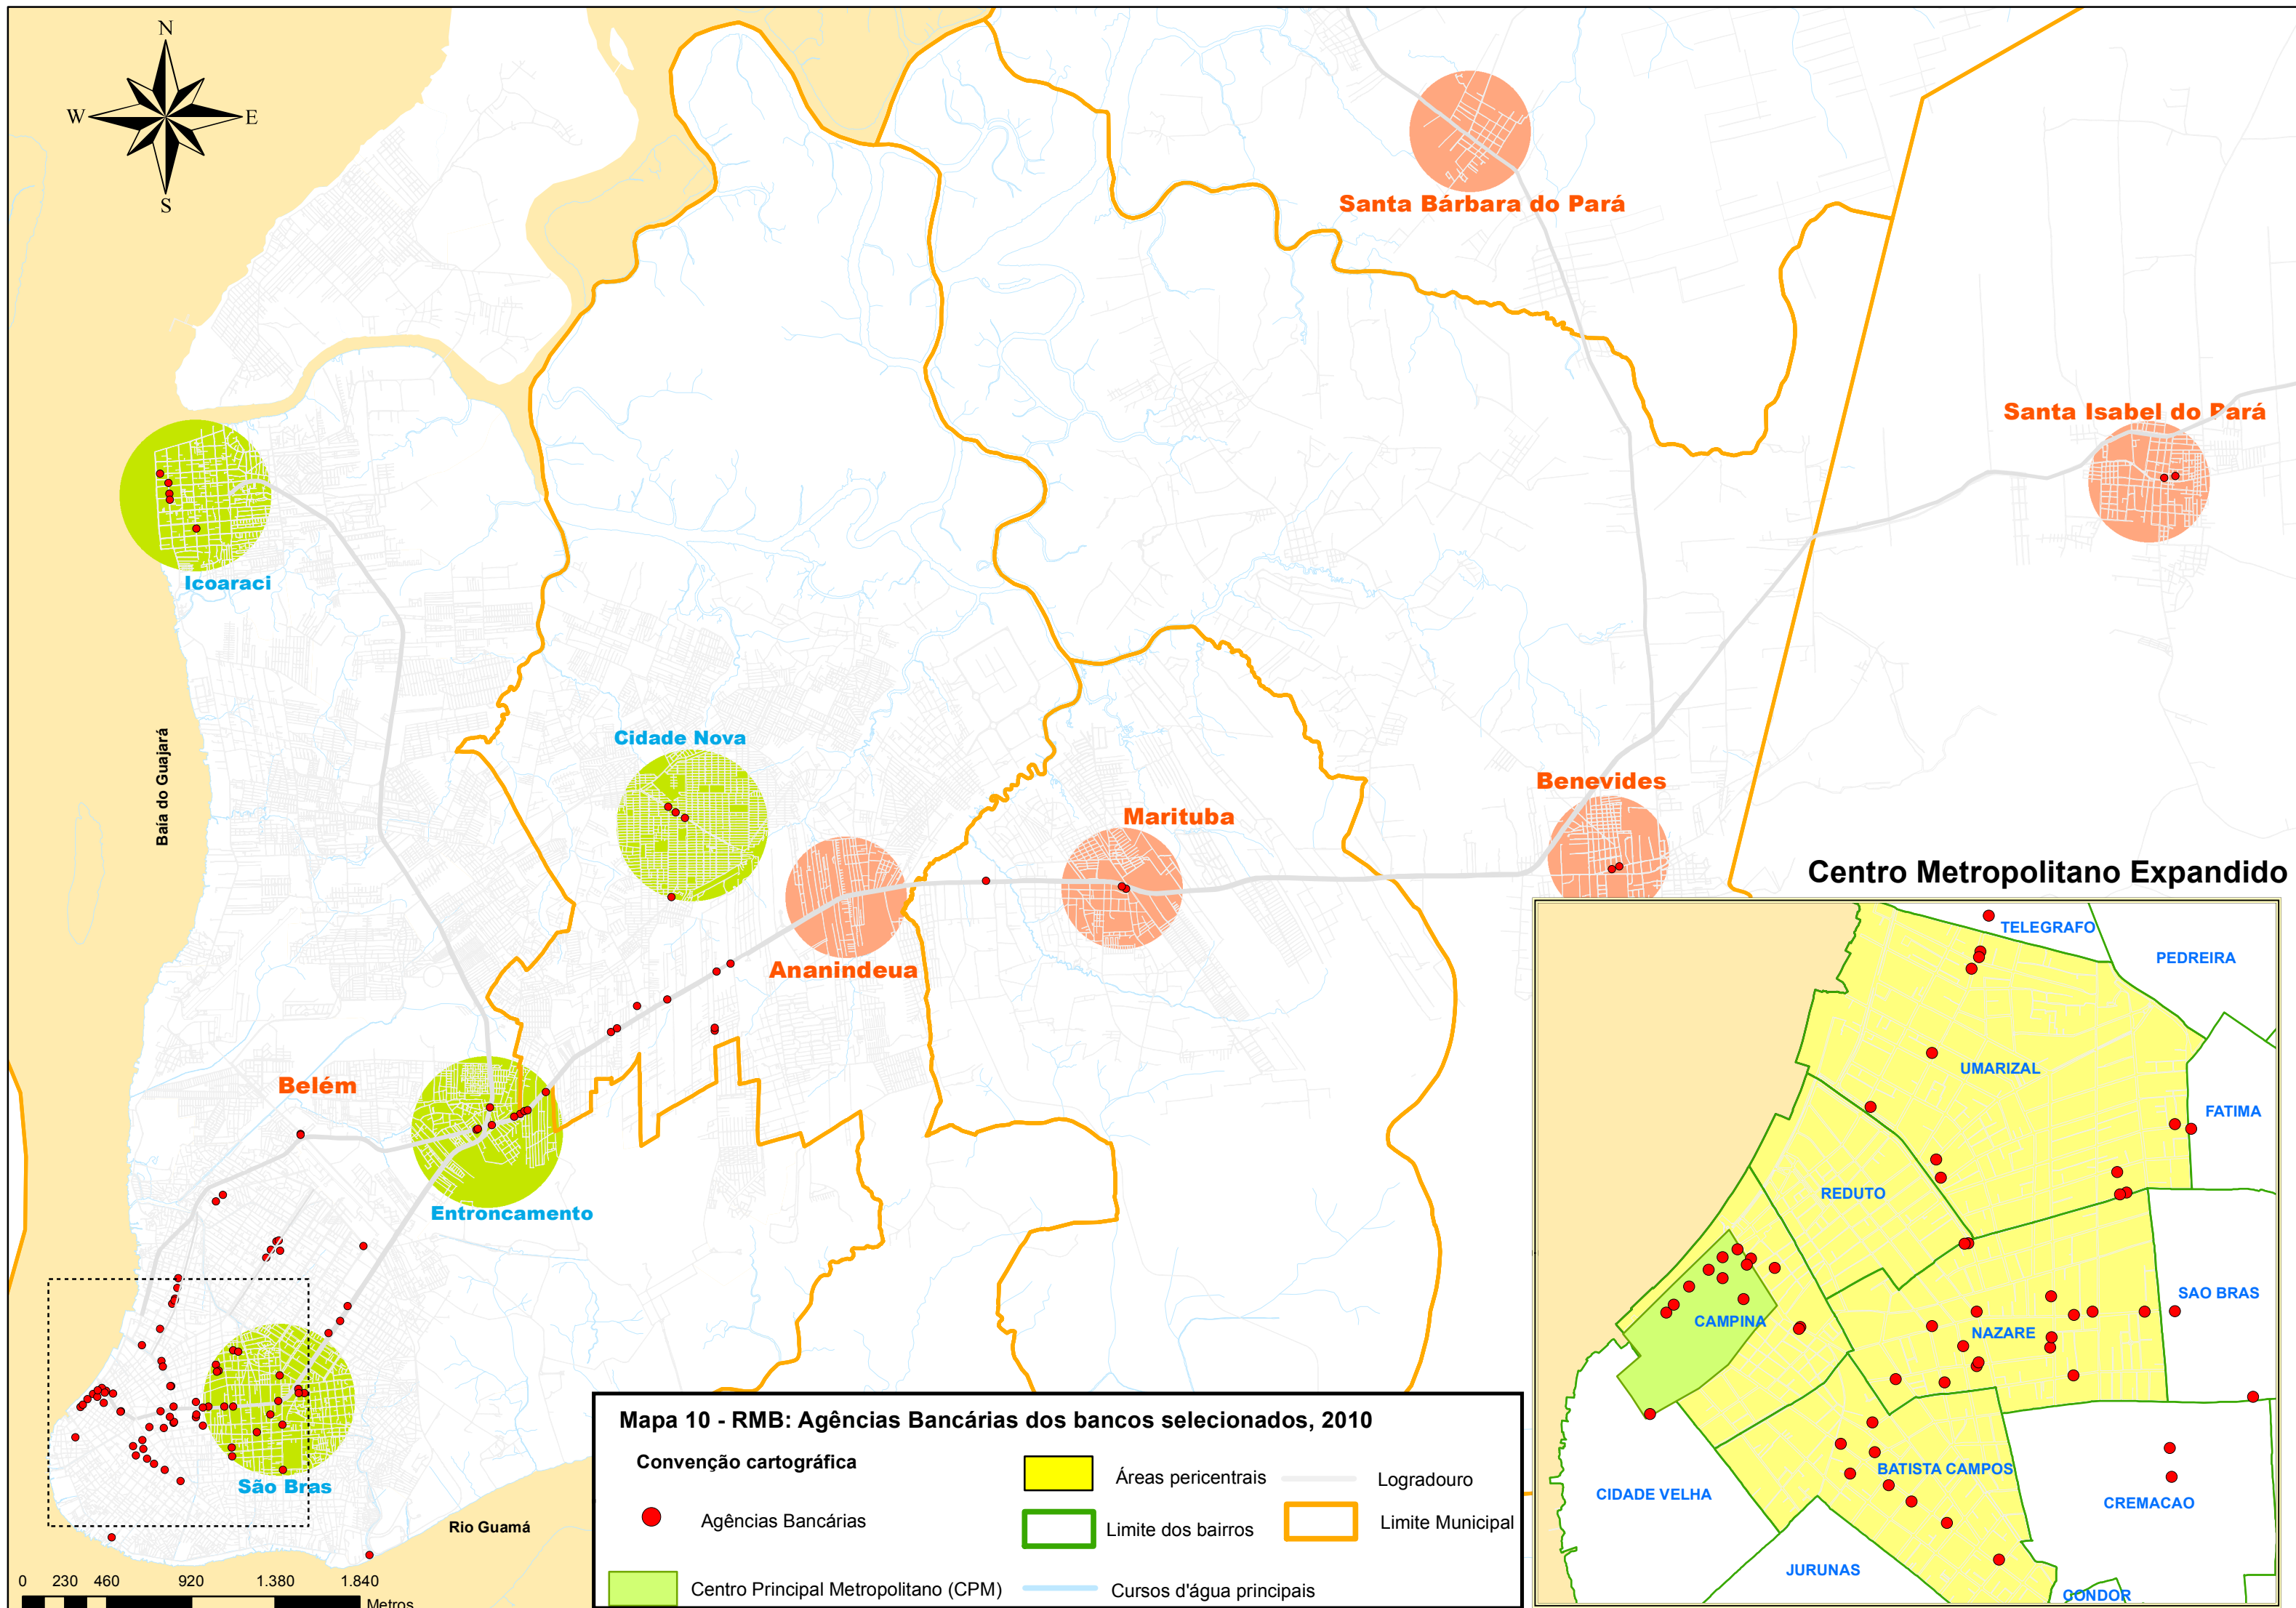 N
W
E
S
Santa Bárbara do Pará
Santa Isabel do Pará
Icoaraci
Baía do Guajará
Cidade Nova
Marituba
Benevides
Ananindeua
Belém
Entroncamento
São Bras
Rio Guamá
0 230 460 920 1.380 1.840
Metros
Mapa 10 - RMB: Agências Bancárias dos bancos selecionados, 2010
Convenção cartográfica
Agências Bancárias
Centro Principal Metropolitano (CPM)
Áreas pericentrais
Limite dos bairros
Cursos d'água principais
Logradouro
Limite Municipal
Centro Metropolitano Expandido
TELEGRAFO
PEDREIRA
UMARIZAL
FATIMA
REDUTO
SAO BRAS
CAMPINA
NAZARE
BATISTA CAMPOS
CIDADE VELHA
CREMACAO
JURUNAS
CONDOR